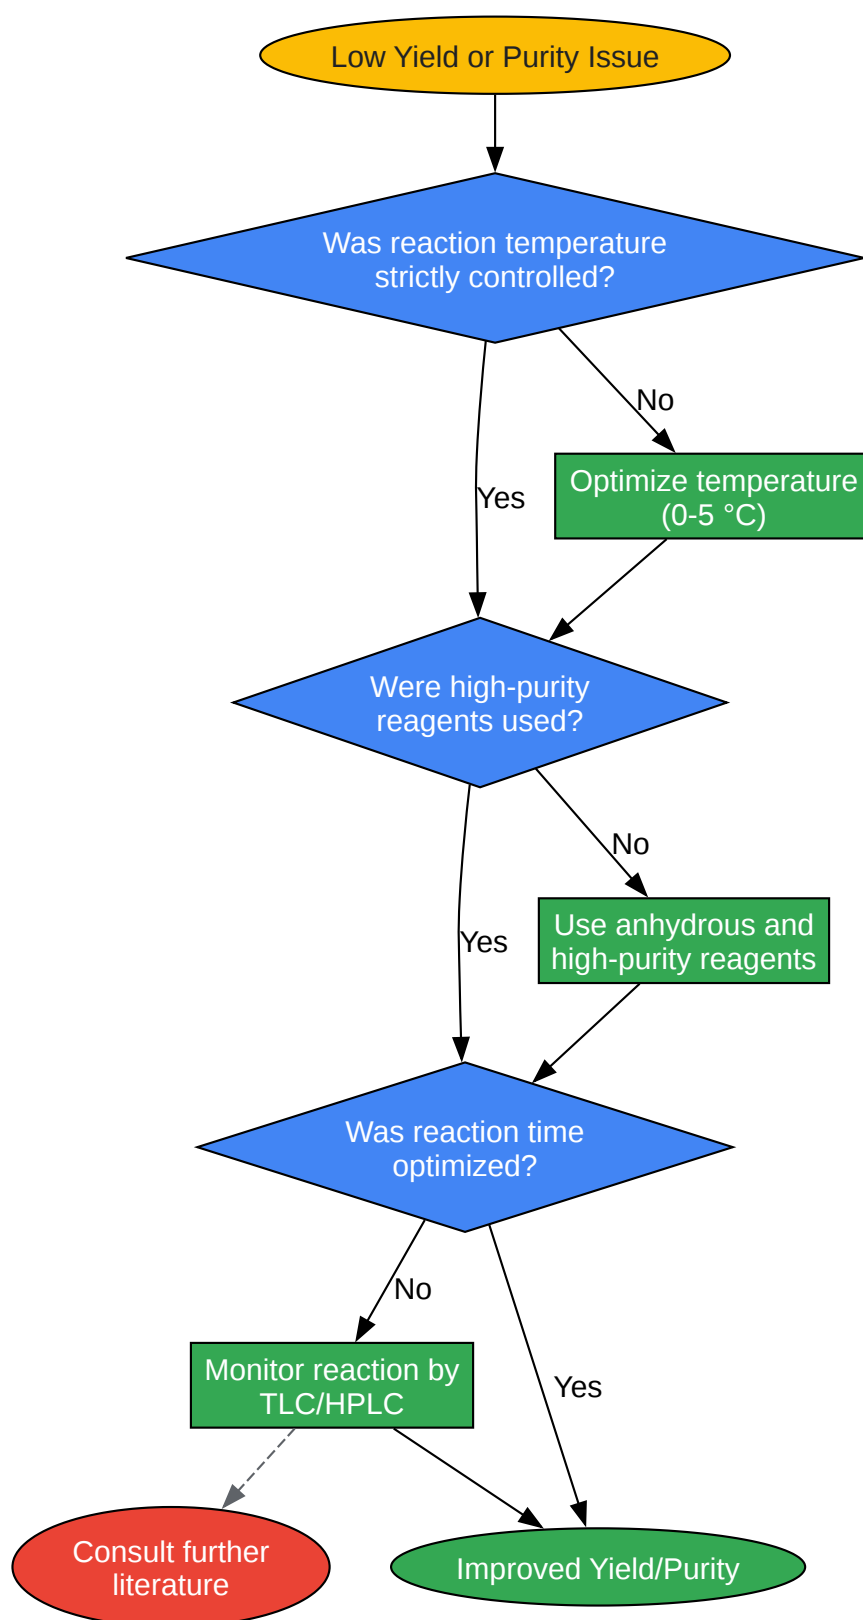 Low Yield or Purity Issue
Was reaction temperature
strictly controlled?
No
Yes
Optimize temperature
(0-5 °C)
Were high-purity
reagents used?
No
Yes
Use anhydrous and
high-purity reagents
Was reaction time
optimized?
No
Yes
Monitor reaction by
TLC/HPLC
Consult further
literature
Improved Yield/Purity